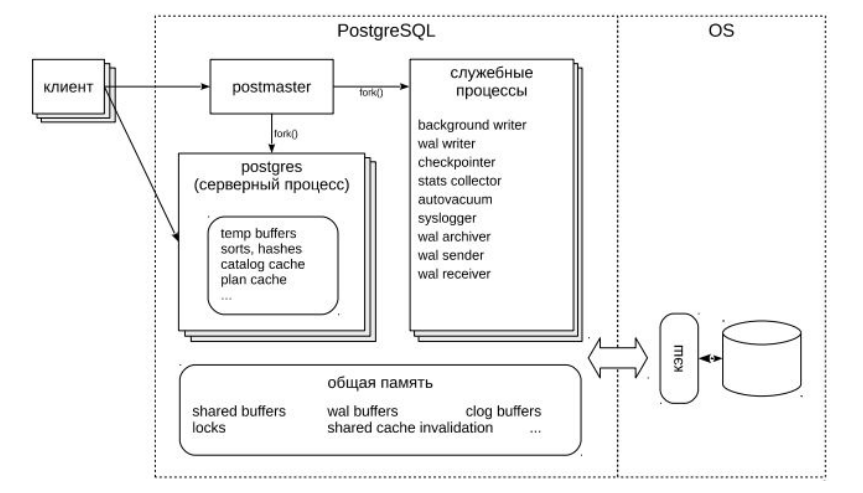 PostgreSQL
OS
клиент
postmaster
fork()
fork()
служебные
процессы
background writer
wal writer
checkpointer
stats collector
autovacuum
syslogger
wal archiver
wal sender
wal receiver
postgres
(серверный процесс)
temp buffers
sorts, hashes
catalog cache
plan cache
...
кэш
общая память
shared buffers wal buffers clog buffers
locks shared cache invalidation ...